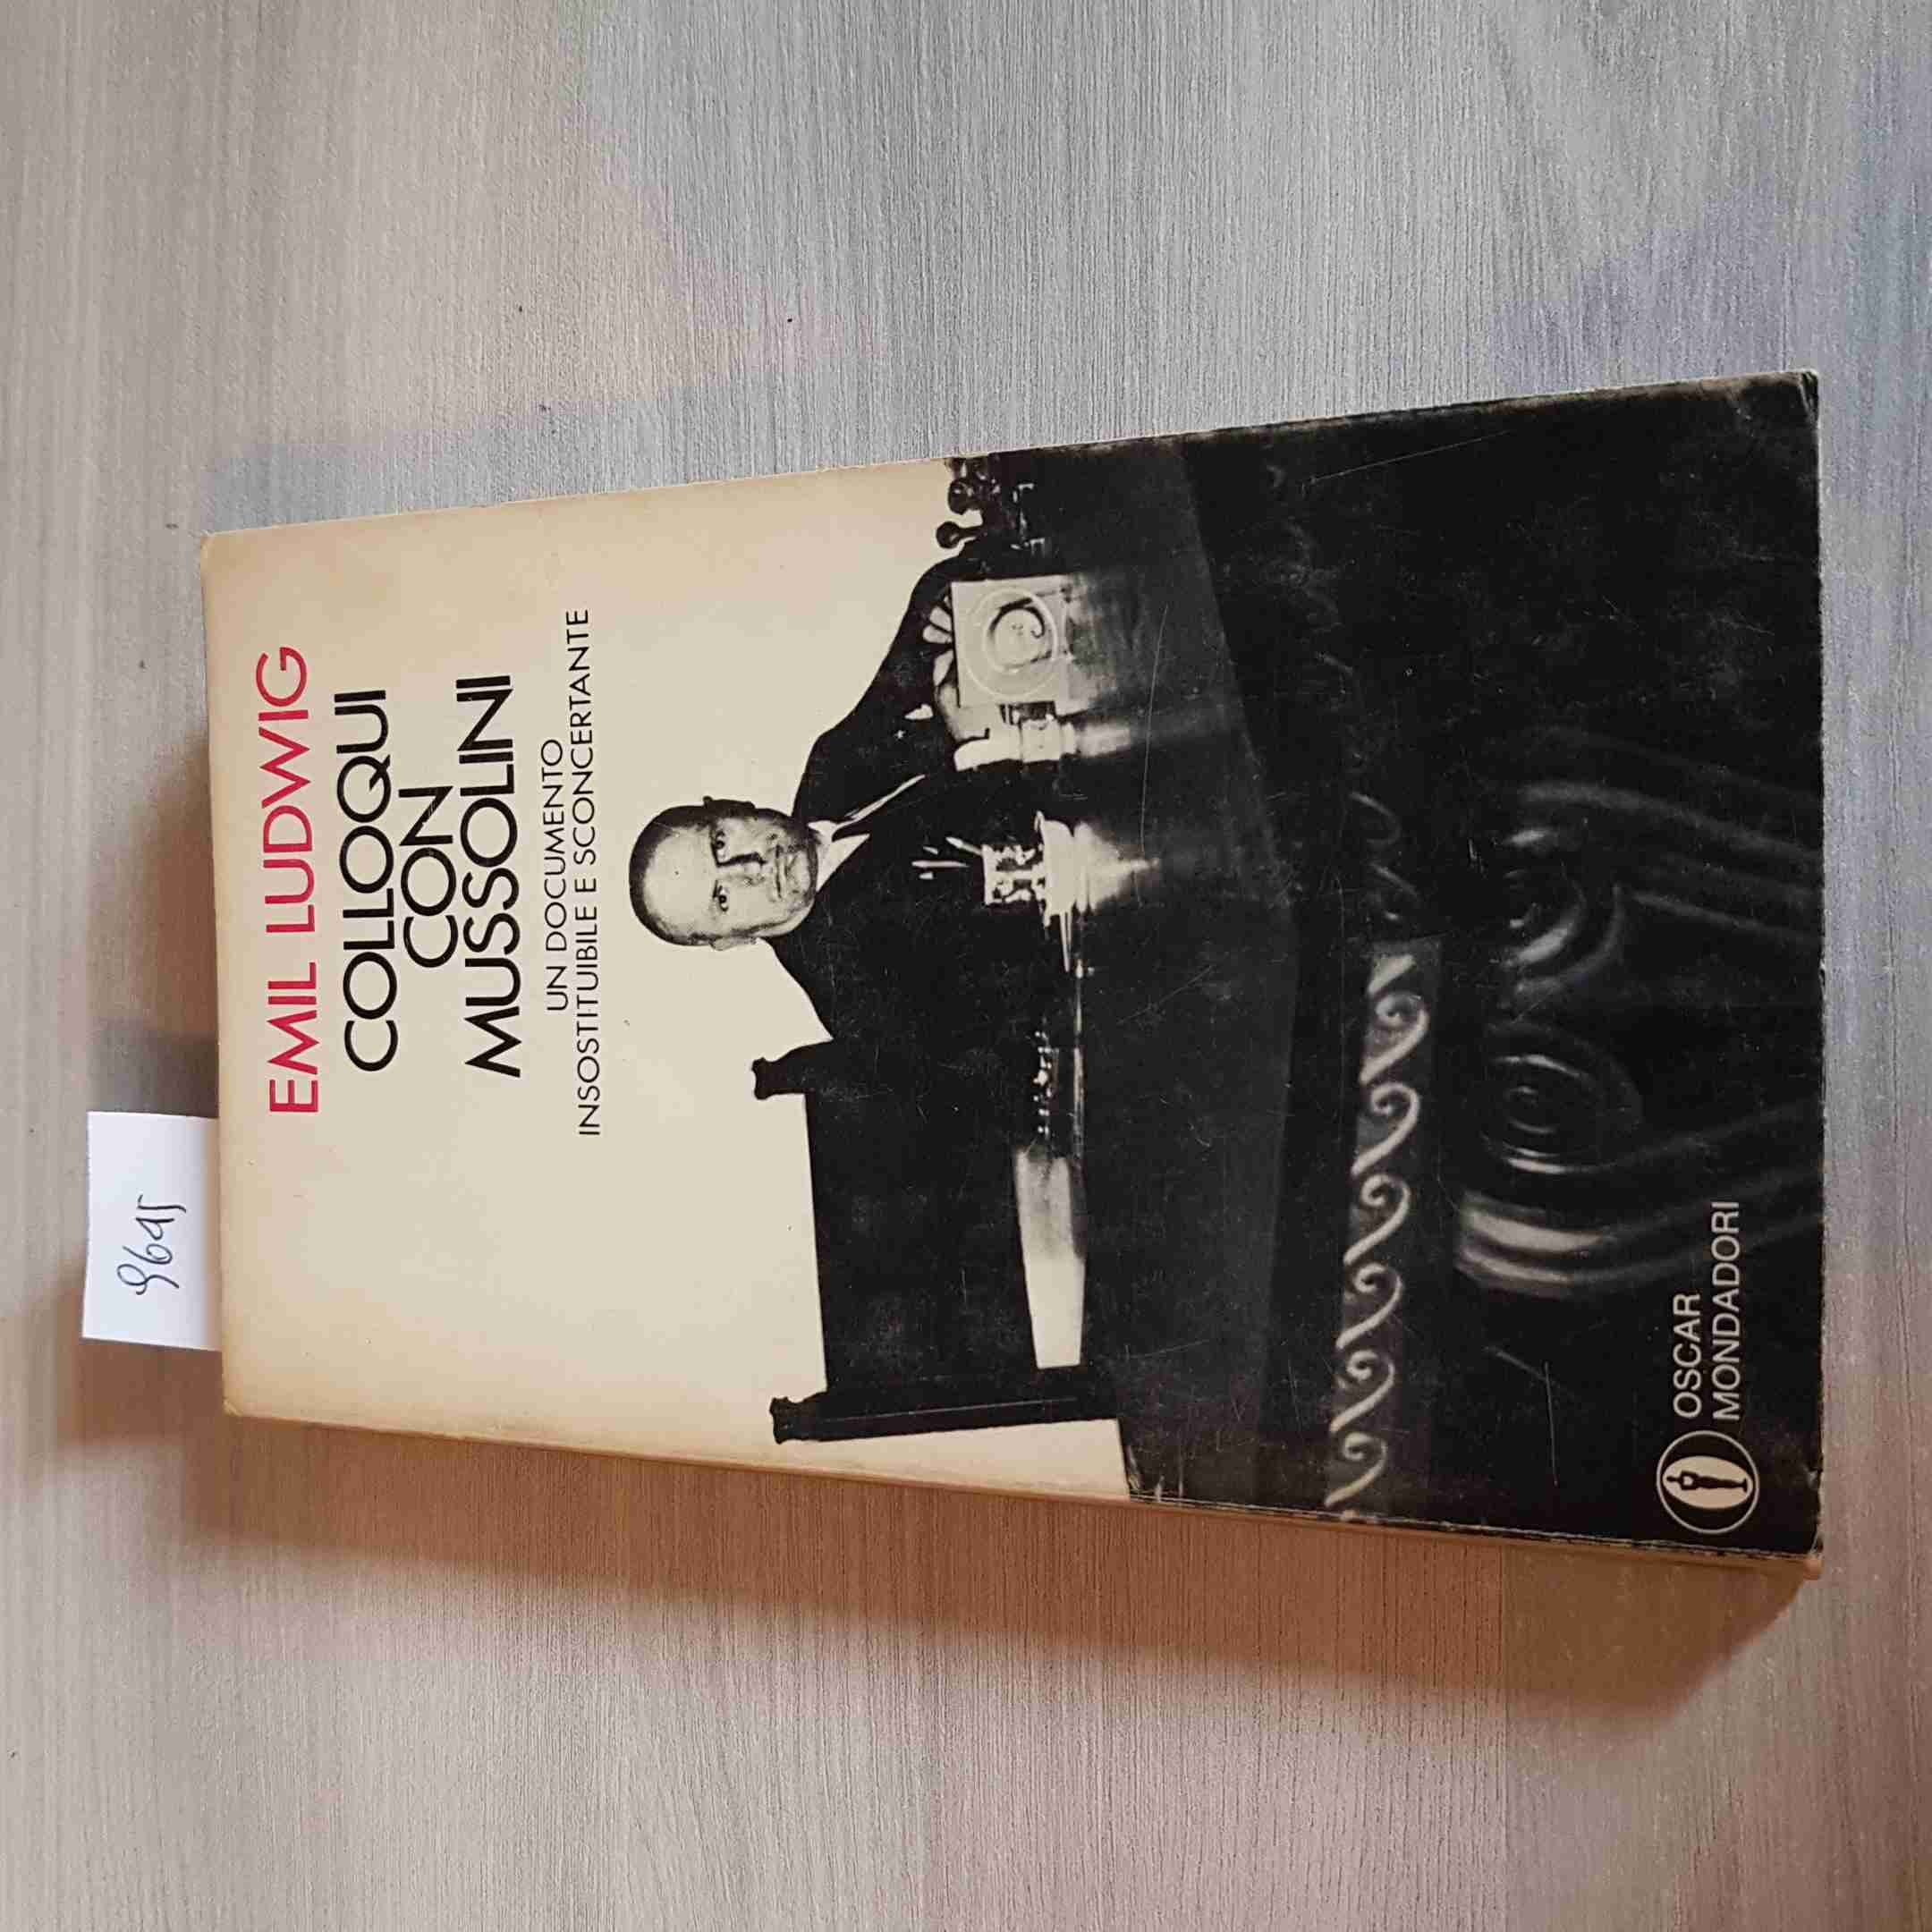 9695
EMIL LUDWIG
COLLOQUI
CON
MUSSOLINI
UN DOCUMENTO
INSOSTITUIBILE E SCONCERTANTE
OSCAR
MONDADORI